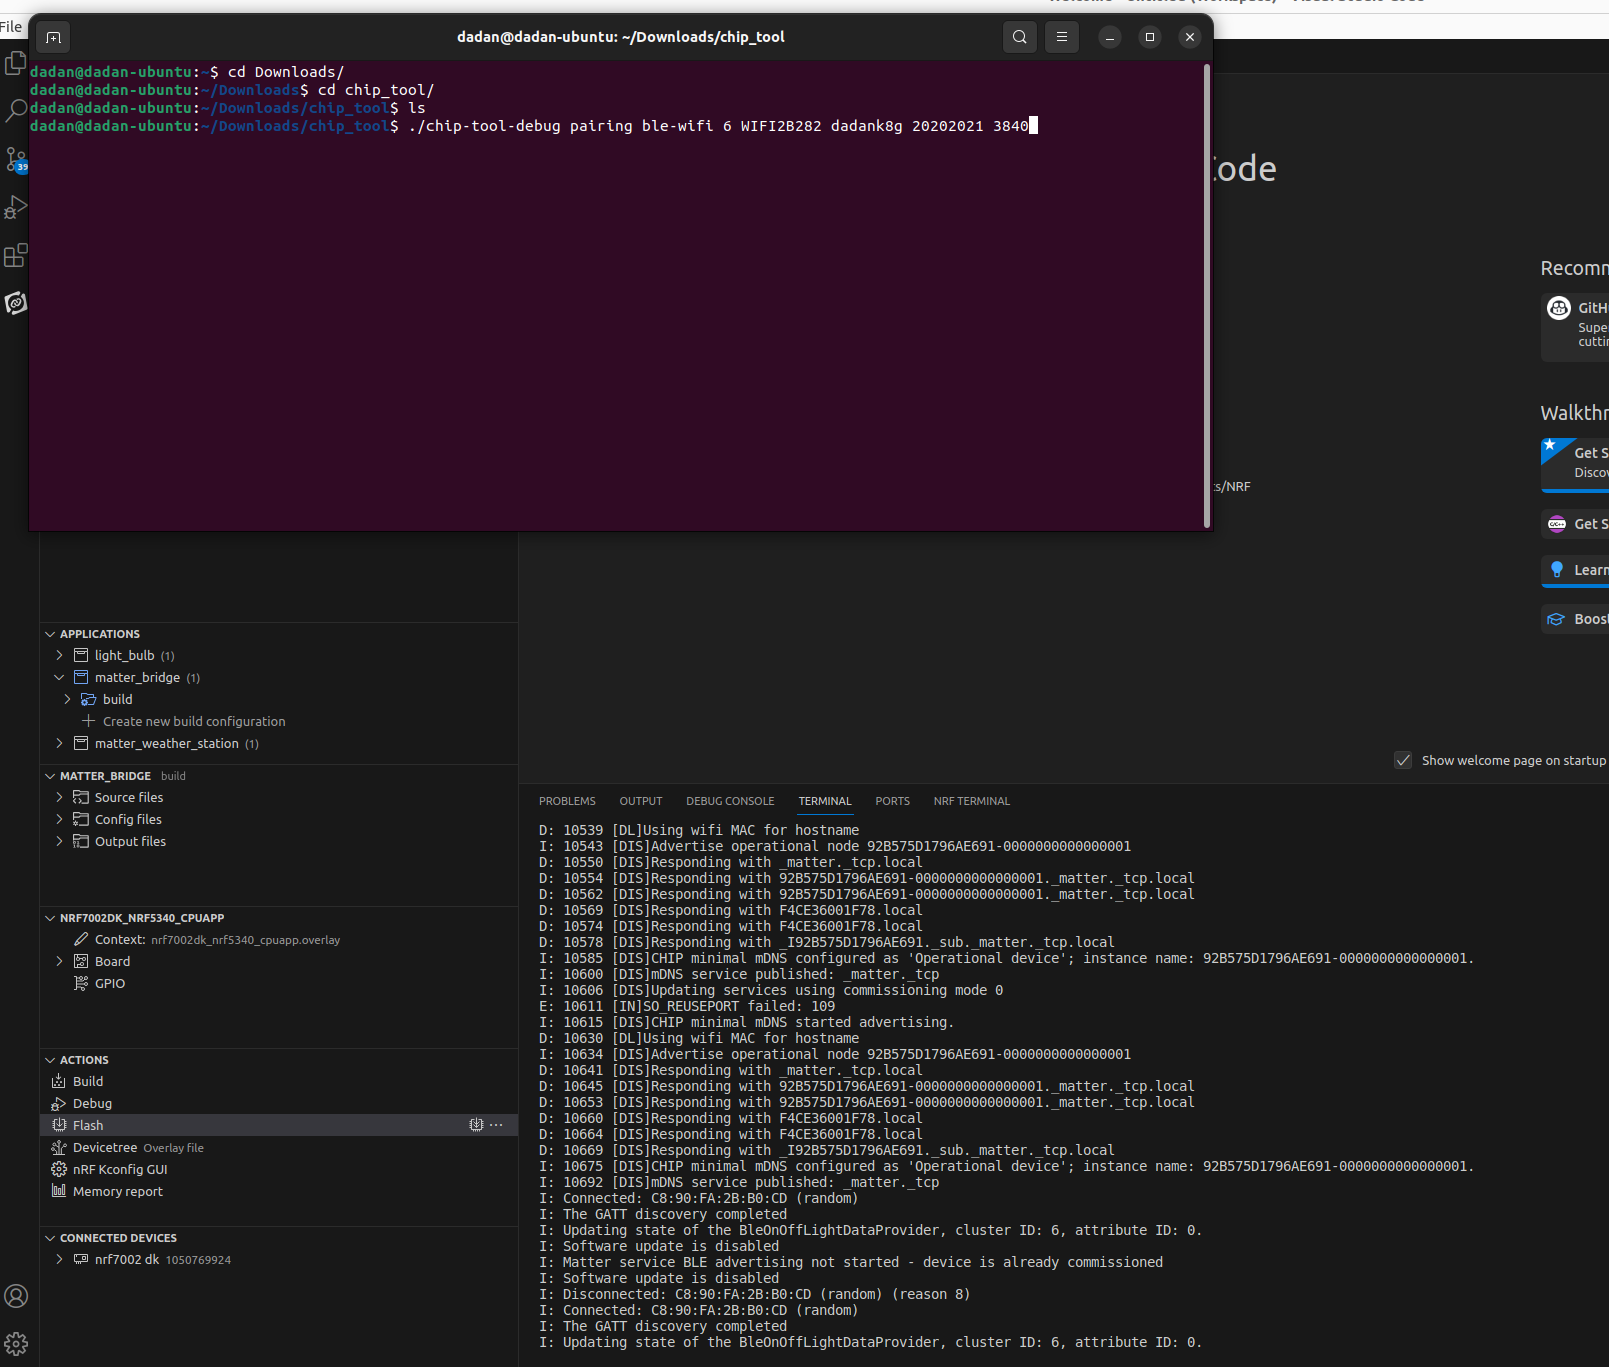 File
dadan@dadan-ubuntu: ~/Downloads/chip_tool
dadan@dadan-ubuntu:~$ cd Downloads/
dadan@dadan-ubuntu:~/Downloads$ cd chip_tool/
dadan@dadan-ubuntu:~/Downloads/chip_tool$ ls
dadan@dadan-ubuntu:~/Downloads/chip_tool$ ./chip-tool-debug pairing ble-wifi 6 WIFI2B282 dadank8g 20202021 3840
39
Code
Recomm
GitH
Supe
cuttin
Walkthr
Get S
Disco
ts/NRF
C/C++
Get S
Learn
Boost
Show welcome page on startup
APPLICATIONS
light_bulb (1)
matter_bridge (1)
build
Create new build configuration
matter_weather_station (1)
MATTER_BRIDGE build
Source files
Config files
Output files
NRF7002DK_NRF5340_CPUAPP
Context: nrf7002dk_nrf5340_cpuapp.overlay
Board
GPIO
ACTIONS
Build
Debug
Flash
Devicetree Overlay file
nRF Kconfig GUI
Memory report
CONNECTED DEVICES
nrf7002 dk 1050769924
PROBLEMS OUTPUT DEBUG CONSOLE TERMINAL PORTS NRF TERMINAL
D: 10539 [DL]Using wifi MAC for hostname
I: 10543 [DIS]Advertise operational node 92B575D1796AE691-0000000000000001
D: 10550 [DIS]Responding with _matter._tcp.local
D: 10554 [DIS]Responding with 92B575D1796AE691-0000000000000001._matter._tcp.local
D: 10562 [DIS]Responding with 92B575D1796AE691-0000000000000001._matter._tcp.local
D: 10569 [DIS]Responding with F4CE36001F78.local
D: 10574 [DIS]Responding with F4CE36001F78.local
D: 10578 [DIS]Responding with _I92B575D1796AE691._sub._matter._tcp.local
I: 10585 [DIS]CHIP minimal mDNS configured as 'Operational device'; instance name: 92B575D1796AE691-0000000000000001.
I: 10600 [DIS]mDNS service published: _matter._tcp
I: 10606 [DIS]Updating services using commissioning mode 0
E: 10611 [IN]SO_REUSEPORT failed: 109
I: 10615 [DIS]CHIP minimal mDNS started advertising.
D: 10630 [DL]Using wifi MAC for hostname
I: 10634 [DIS]Advertise operational node 92B575D1796AE691-0000000000000001
D: 10641 [DIS]Responding with _matter._tcp.local
D: 10645 [DIS]Responding with 92B575D1796AE691-0000000000000001._matter._tcp.local
D: 10653 [DIS]Responding with 92B575D1796AE691-0000000000000001._matter._tcp.local
D: 10660 [DIS]Responding with F4CE36001F78.local
D: 10664 [DIS]Responding with F4CE36001F78.local
D: 10669 [DIS]Responding with _I92B575D1796AE691._sub._matter._tcp.local
I: 10675 [DIS]CHIP minimal mDNS configured as 'Operational device'; instance name: 92B575D1796AE691-0000000000000001.
I: 10692 [DIS]mDNS service published: _matter._tcp
I: Connected: C8:90:FA:2B:B0:CD (random)
I: The GATT discovery completed
I: Updating state of the BleOnOffLightDataProvider, cluster ID: 6, attribute ID: 0.
I: Software update is disabled
I: Matter service BLE advertising not started - device is already commissioned
I: Software update is disabled
I: Disconnected: C8:90:FA:2B:B0:CD (random) (reason 8)
I: Connected: C8:90:FA:2B:B0:CD (random)
I: The GATT discovery completed
I: Updating state of the BleOnOffLightDataProvider, cluster ID: 6, attribute ID: 0.